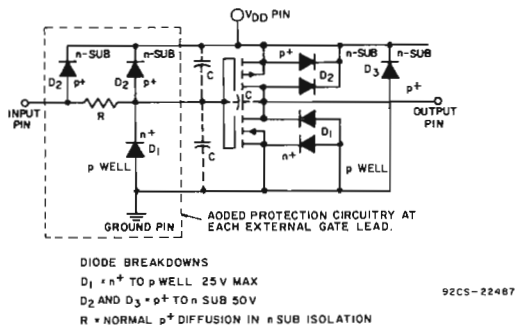 VDD PIN
n-SUB n-SUB p+ n-SUB n-SUB
D2 p+ D2 p+ C D2 D3
p+
INPUT PIN
R
C
OUTPUT PIN
n+
D1
C
D1
p WELL
n+
p WELL
GROUND PIN
AODED PROTECTION CIRCUITRY AT
EACH EXTERNAL GATE LEAD.
DIODE BREAKDOWNS
D1 = n+ TO p WELL 25V MAX
D2 AND D3 = p+ TO n SUB 50V
R = NORMAL p+ DIFFUSION IN n SUB ISOLATION
92CS-22487